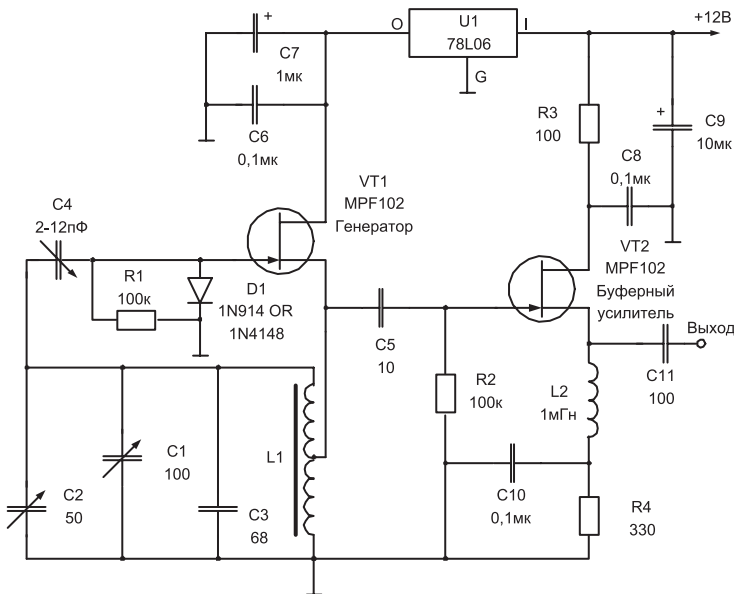 +12В
O
U1
78L06
I
G
C7
1мк
C6
0,1мк
R3
100
C9
10мк
C8
0,1мк
+
+
VT1
MPF102
Генератор
C4
2-12пФ
R1
100к
D1
1N914 OR
1N4148
VT2
MPF102
Буферный
усилитель
Выход
C5
10
R2
100к
L2
1мГн
C11
100
L1
C1
100
C2
50
C3
68
C10
0,1мк
R4
330